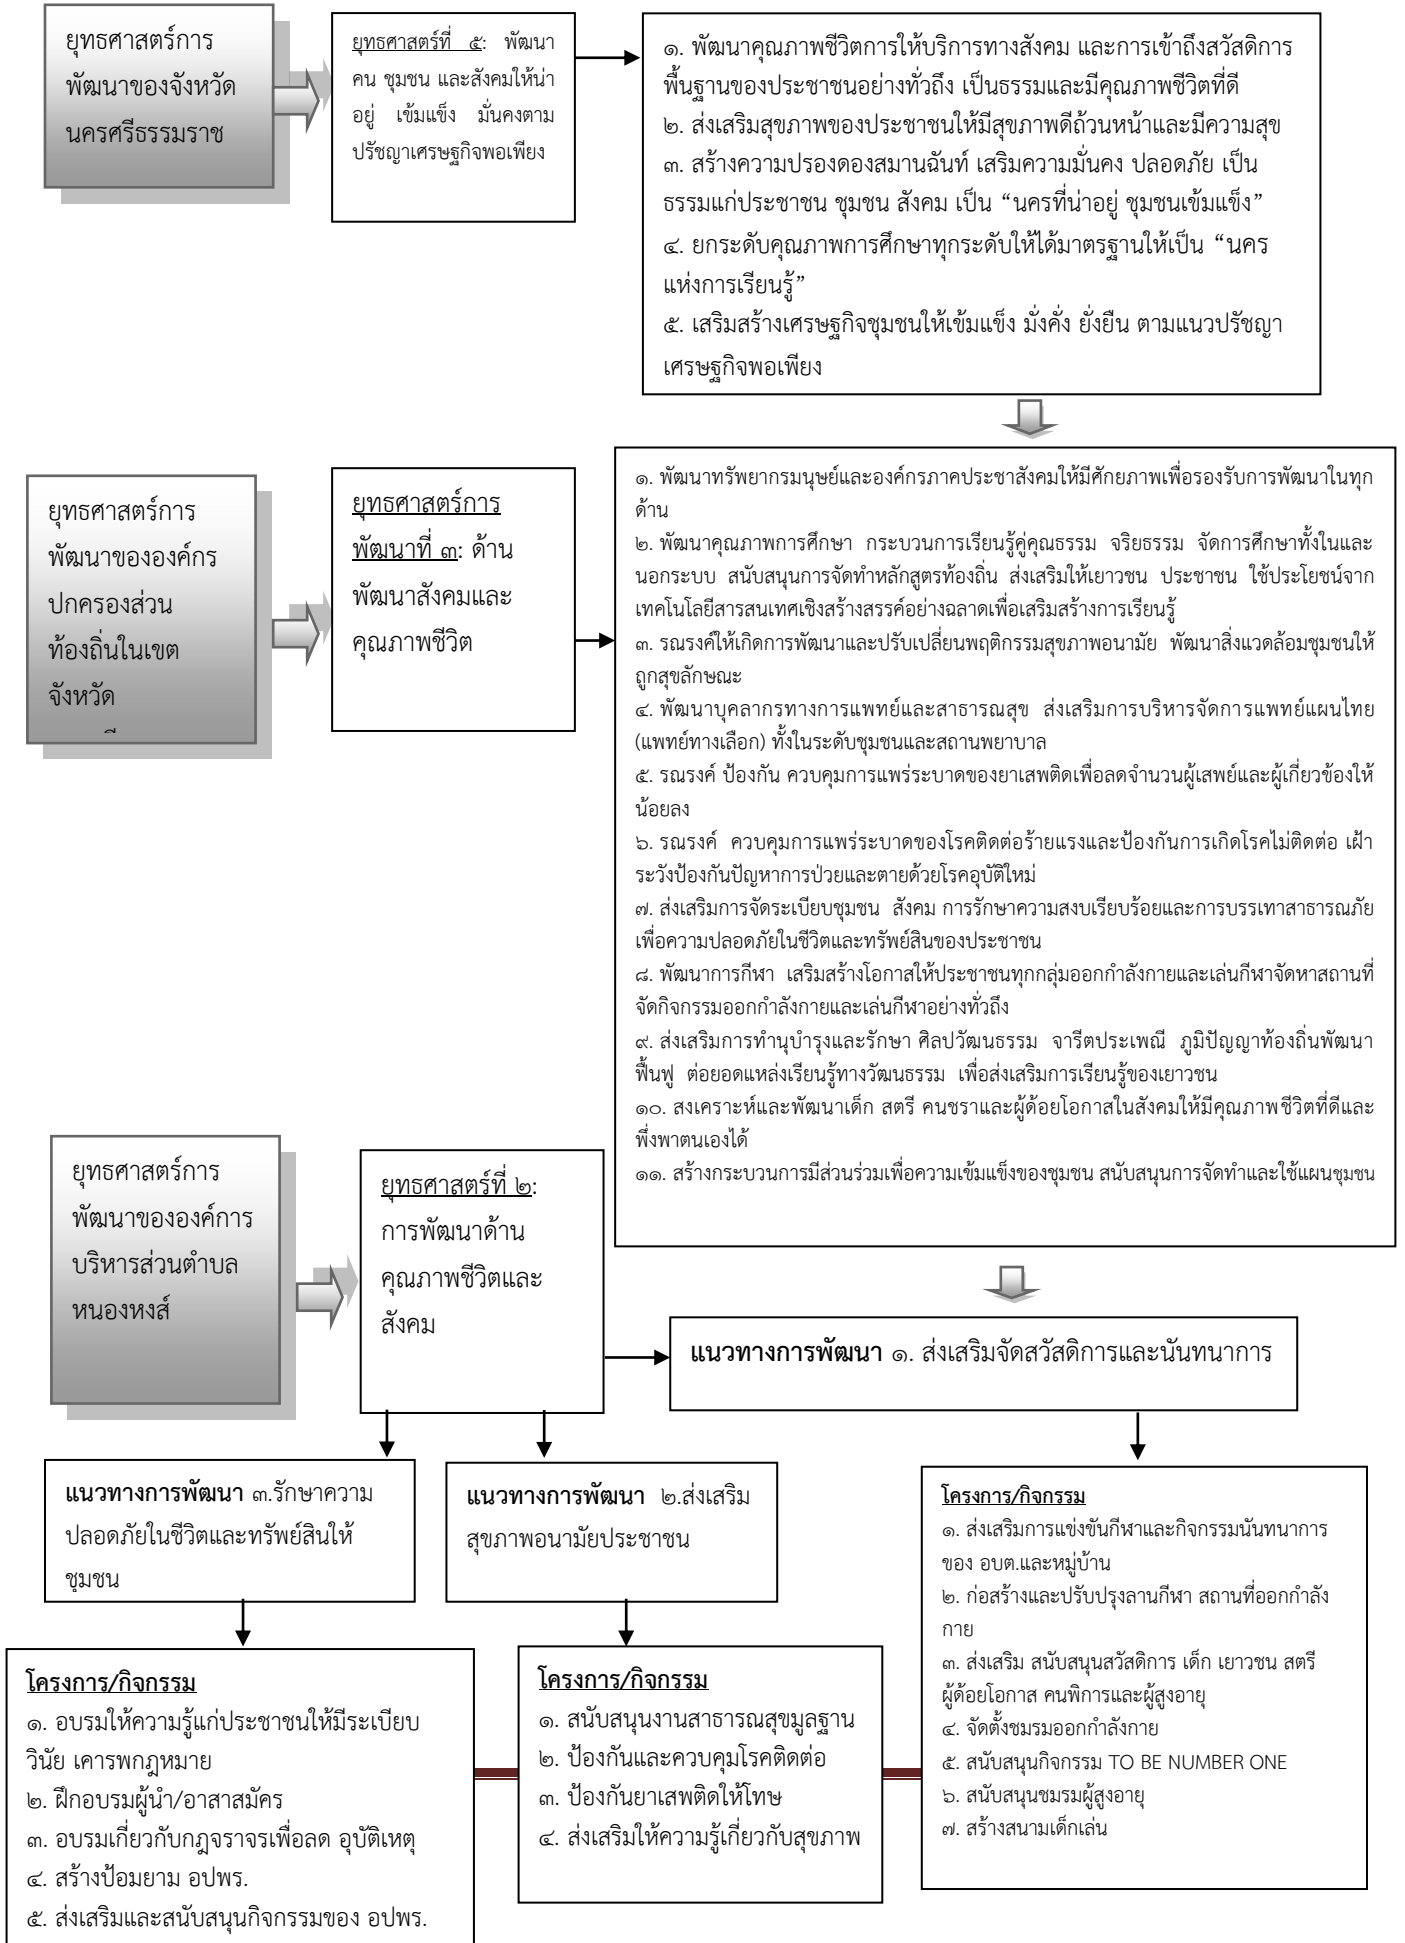 ยุทธศาสตร์การ
พัฒนาของจังหวัด
นครศรีธรรมราช
ยุทธศาสตร์ที่ ๕: พัฒนา
คน ชุมชน และสังคมให้น่า
อยู่ เข้มแข็ง มั่นคงตาม
ปรัชญาเศรษฐกิจพอเพียง
๑. พัฒนาคุณภาพชีวิตการให้บริการทางสังคม และการเข้าถึงสวัสดิการ
พื้นฐานของประชาชนอย่างทั่วถึง เป็นธรรมและมีคุณภาพชีวิตที่ดี
๒. ส่งเสริมสุขภาพของประชาชนให้มีสุขภาพดีถ้วนหน้าและมีความสุข
๓. สร้างความปรองดองสมานฉันท์ เสริมความมั่นคง ปลอดภัย เป็น
ธรรมแก่ประชาชน ชุมชน สังคม เป็น “นครที่น่าอยู่ ชุมชนเข้มแข็ง”
๔. ยกระดับคุณภาพการศึกษาทุกระดับให้ได้มาตรฐานให้เป็น “นคร
แห่งการเรียนรู้”
๕. เสริมสร้างเศรษฐกิจชุมชนให้เข้มแข็ง มั่งคั่ง ยั่งยืน ตามแนวปรัชญา
เศรษฐกิจพอเพียง
ยุทธศาสตร์การ
พัฒนาขององค์กร
ปกครองส่วน
ท้องถิ่นในเขต
จังหวัด
ยุทธศาสตร์การ
พัฒนาที่ ๓: ด้าน
พัฒนาสังคมและ
คุณภาพชีวิต
๑. พัฒนาทรัพยากรมนุษย์และองค์กรภาคประชาสังคมให้มีศักยภาพเพื่อรองรับการพัฒนาในทุก
ด้าน
๒. พัฒนาคุณภาพการศึกษา กระบวนการเรียนรู้คู่คุณธรรม จริยธรรม จัดการศึกษาทั้งในและ
นอกระบบ สนับสนุนการจัดทำหลักสูตรท้องถิ่น ส่งเสริมให้เยาวชน ประชาชน ใช้ประโยชน์จาก
เทคโนโลยีสารสนเทศเชิงสร้างสรรค์อย่างฉลาดเพื่อเสริมสร้างการเรียนรู้
๓. รณรงค์ให้เกิดการพัฒนาและปรับเปลี่ยนพฤติกรรมสุขภาพอนามัย พัฒนาสิ่งแวดล้อมชุมชนให้
ถูกสุขลักษณะ
๔. พัฒนาบุคลากรทางการแพทย์และสาธารณสุข ส่งเสริมการบริหารจัดการแพทย์แผนไทย
(แพทย์ทางเลือก) ทั้งในระดับชุมชนและสถานพยาบาล
๕. รณรงค์ ป้องกัน ควบคุมการแพร่ระบาดของยาเสพติดเพื่อลดจำนวนผู้เสพย์และผู้เกี่ยวข้องให้
น้อยลง
๖. รณรงค์ ควบคุมการแพร่ระบาดของโรคติดต่อร้ายแรงและป้องกันการเกิดโรคไม่ติดต่อ เฝ้า
ระวังป้องกันปัญหาการป่วยและตายด้วยโรคอุบัติใหม่
๗. ส่งเสริมการจัดระเบียบชุมชน สังคม การรักษาความสงบเรียบร้อยและการบรรเทาสาธารณภัย
เพื่อความปลอดภัยในชีวิตและทรัพย์สินของประชาชน
๘. พัฒนาการกีฬา เสริมสร้างโอกาสให้ประชาชนทุกกลุ่มออกกำลังกายและเล่นกีฬาจัดหาสถานที่
จัดกิจกรรมออกกำลังกายและเล่นกีฬาอย่างทั่วถึง
๙. ส่งเสริมการทำนุบำรุงและรักษา ศิลปวัฒนธรรม จารีตประเพณี ภูมิปัญญาท้องถิ่นพัฒนา
ฟื้นฟู ต่อยอดแหล่งเรียนรู้ทางวัฒนธรรม เพื่อส่งเสริมการเรียนรู้ของเยาวชน
๑๐. สงเคราะห์และพัฒนาเด็ก สตรี คนชราและผู้ด้อยโอกาสในสังคมให้มีคุณภาพชีวิตที่ดีและ
พึ่งพาตนเองได้
๑๑. สร้างกระบวนการมีส่วนร่วมเพื่อความเข้มแข็งของชุมชน สนับสนุนการจัดทำและใช้แผนชุมชน
ยุทธศาสตร์การ
พัฒนาขององค์การ
บริหารส่วนตำบล
หนองหงส์
ยุทธศาสตร์ที่ ๒:
การพัฒนาด้าน
คุณภาพชีวิตและ
สังคม
แนวทางการพัฒนา ๑. ส่งเสริมจัดสวัสดิการและนันทนาการ
แนวทางการพัฒนา ๓.รักษาความ
ปลอดภัยในชีวิตและทรัพย์สินให้
ชุมชน
แนวทางการพัฒนา ๒.ส่งเสริม
สุขภาพอนามัยประชาชน
โครงการ/กิจกรรม
๑. ส่งเสริมการแข่งขันกีฬาและกิจกรรมนันทนาการ
ของ อบต.และหมู่บ้าน
๒. ก่อสร้างและปรับปรุงลานกีฬา สถานที่ออกกำลัง
กาย
๓. ส่งเสริม สนับสนุนสวัสดิการ เด็ก เยาวชน สตรี
ผู้ด้อยโอกาส คนพิการและผู้สูงอายุ
๔. จัดตั้งชมรมออกกำลังกาย
๕. สนับสนุนกิจกรรม TO BE NUMBER ONE
๖. สนับสนุนชมรมผู้สูงอายุ
๗. สร้างสนามเด็กเล่น
โครงการ/กิจกรรม
๑. อบรมให้ความรู้แก่ประชาชนให้มีระเบียบ
วินัย เคารพกฎหมาย
๒. ฝึกอบรมผู้นำ/อาสาสมัคร
๓. อบรมเกี่ยวกับกฎจราจรเพื่อลด อุบัติเหตุ
๔. สร้างป้อมยาม อปพร.
๕. ส่งเสริมและสนับสนุนกิจกรรมของ อปพร.
โครงการ/กิจกรรม
๑. สนับสนุนงานสาธารณสุขมูลฐาน
๒. ป้องกันและควบคุมโรคติดต่อ
๓. ป้องกันยาเสพติดให้โทษ
๔. ส่งเสริมให้ความรู้เกี่ยวกับสุขภาพ